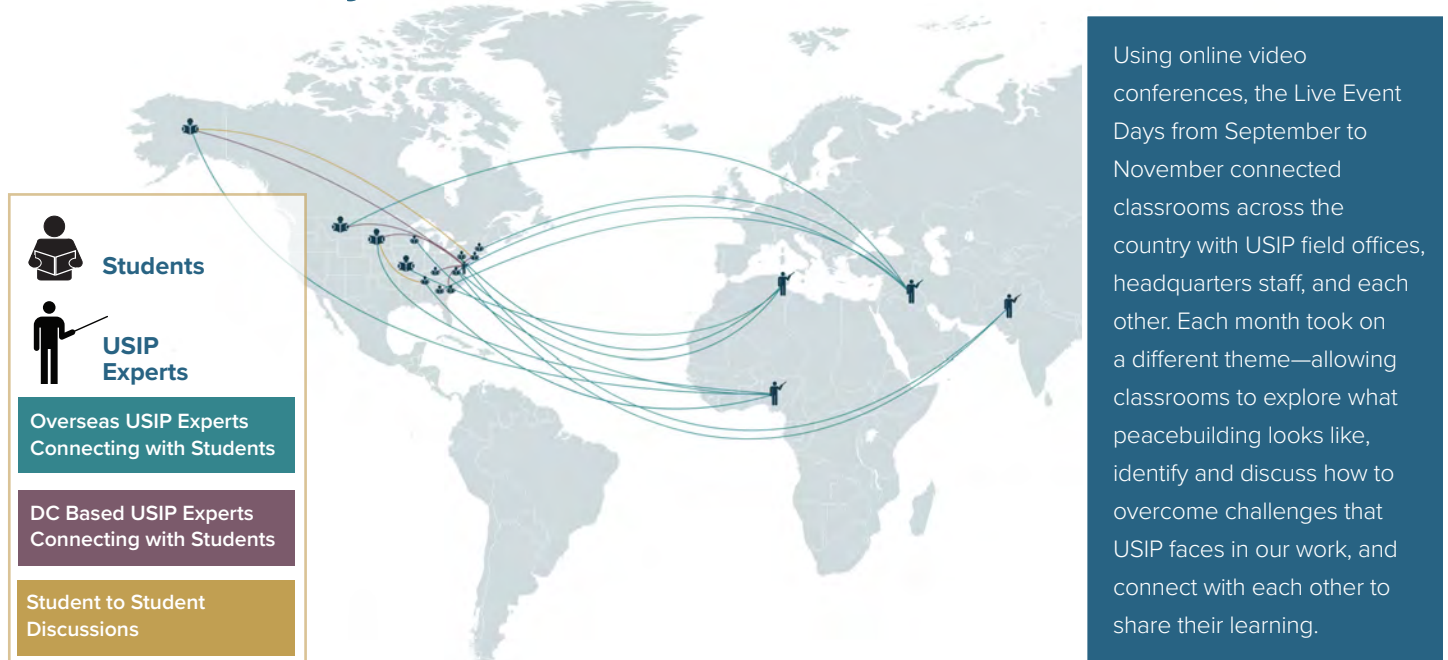 Students
USIP
Experts
Overseas USIP Experts
Connecting with Students
DC Based USIP Experts
Connecting with Students
Student to Student
Discussions
Using online video
conferences, the Live Event
Days from September to
November connected
classrooms across the
country with USIP field offices,
headquarters staff, and each
other. Each month took on
a different theme—allowing
classrooms to explore what
peacebuilding looks like,
identify and discuss how to
overcome challenges that
USIP faces in our work, and
connect with each other to
share their learning.